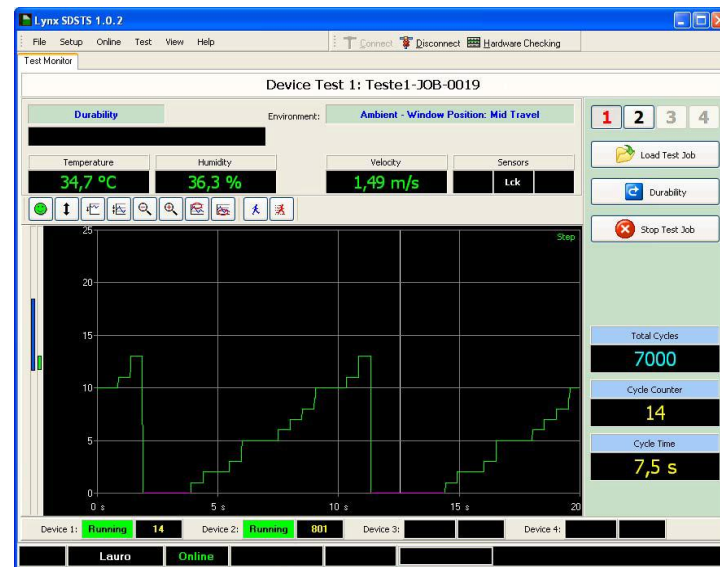 Lynx SDSTS 1.0.2
File Setup Online Test View Help Connect Disconnect Hardware Checking
Test Monitor
Device Test 1: Teste1-JOB-0019
Durability Environment: Ambient - Window Position: Mid Travel
1 2 3 4
Temperature Humidity Velocity Sensors
34,7 °C 36,3 % 1,49 m/s Lck
Load Test Job
Durability
Stop Test Job
Step
25
20
15
10
5
0
0 s 5 s 10 s 15 s 20
Total Cycles
7000
Cycle Counter
14
Cycle Time
7,5 s
Device 1: Running 14 Device 2: Running 801 Device 3: Device 4:
Lauro Online